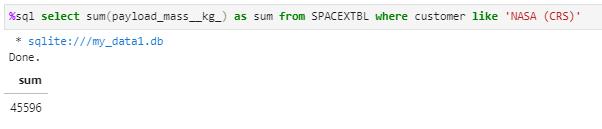 %sql select sum(payload_mass__kg_) as sum from SPACEXTBL where customer like 'NASA (CRS)'
* sqlite:///my_data1.db
Done.
sum
45596